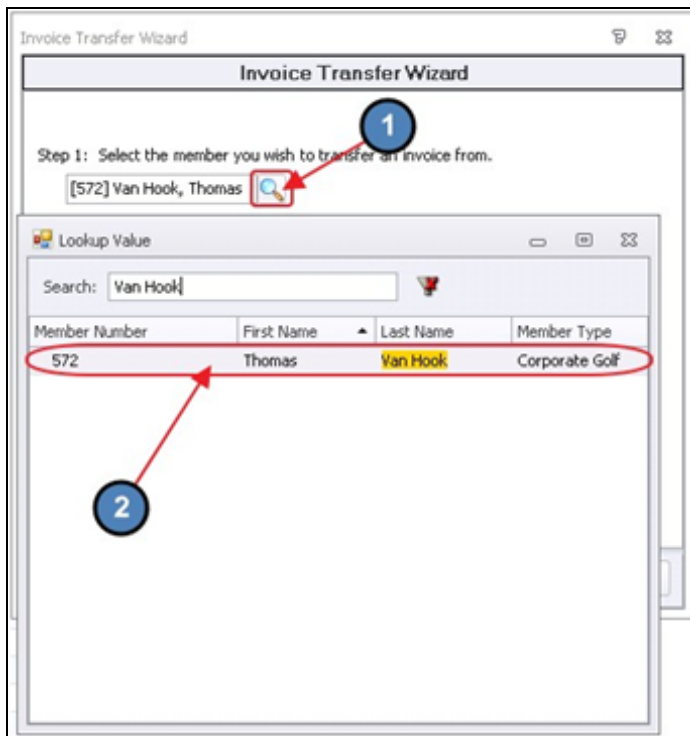 Invoice Transfer Wizard
Invoice Transfer Wizard
1
Step 1: Select the member you wish to transfer an invoice from.
[572] Van Hook, Thomas
Lookup Value
Search: Van Hook
Member Number First Name Last Name Member Type
572 Thomas Van Hook Corporate Golf
2